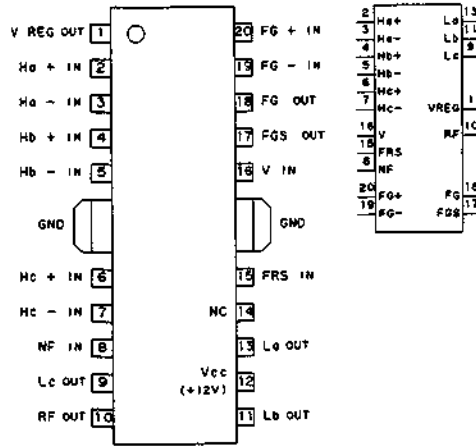 V REG OUT 1
Ha + IN 2
Ha - IN 3
Hb + IN 4
Hb - IN 5
GND
Hc + IN 6
Hc - IN 7
NF IN 8
Lc OUT 9
RF OUT 10
20 FG + IN
19 FG - IN
18 FG OUT
17 FGS OUT
16 V IN
GND
15 FRS IN
NC 14
13 La OUT
Vcc
(+12V) 12
11 Lb OUT
2 Ha+
3 Ha-
4 Hb+
5 Hb-
6 Hc+
7 Hc-
16 V
15 FRS
8 NF
20 FG+
19 FG-
La 13
Lb 11
Lc 9
VREG 1
RF 10
FG 18
FGS 17